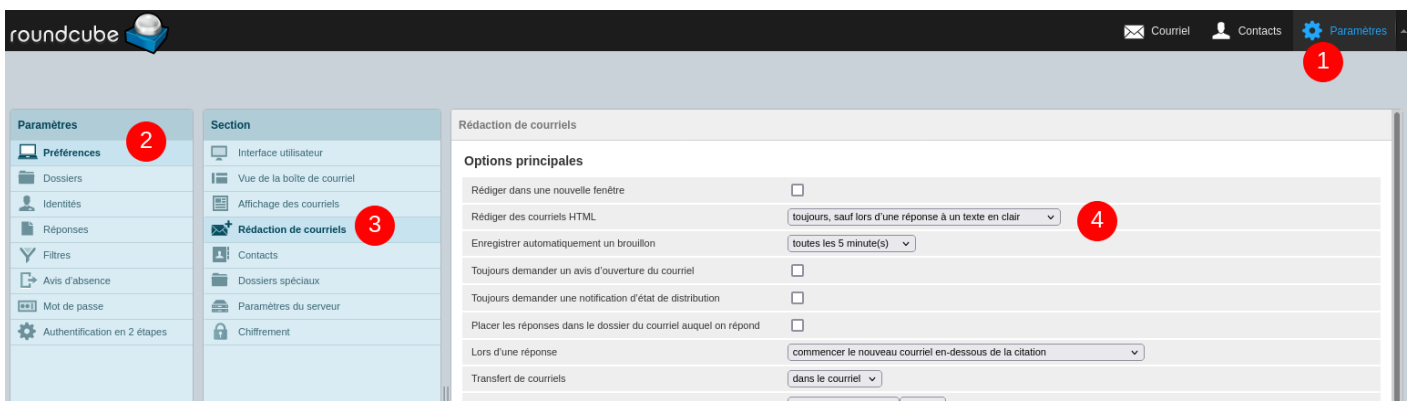 roundcube
Courriel Contacts Paramètres
1
Paramètres
2
Préférences
Dossiers
Identités
Réponses
Filtres
Avis d'absence
Mot de passe
Authentification en 2 étapes
Section
Interface utilisateur
Vue de la boîte de courriel
Affichage des courriels
Rédaction de courriels
3
Contacts
Dossiers spéciaux
Paramètres du serveur
Chiffrement
Rédaction de courriels
Options principales
Rédiger dans une nouvelle fenêtre
Rédiger des courriels HTML toujours, sauf lors d'une réponse à un texte en clair
4
Enregistrer automatiquement un brouillon toutes les 5 minute(s)
Toujours demander un avis d'ouverture du courriel
Toujours demander une notification d'état de distribution
Placer les réponses dans le dossier du courriel auquel on répond
Lors d'une réponse commencer le nouveau courriel en-dessous de la citation
Transfert de courriels dans le courriel